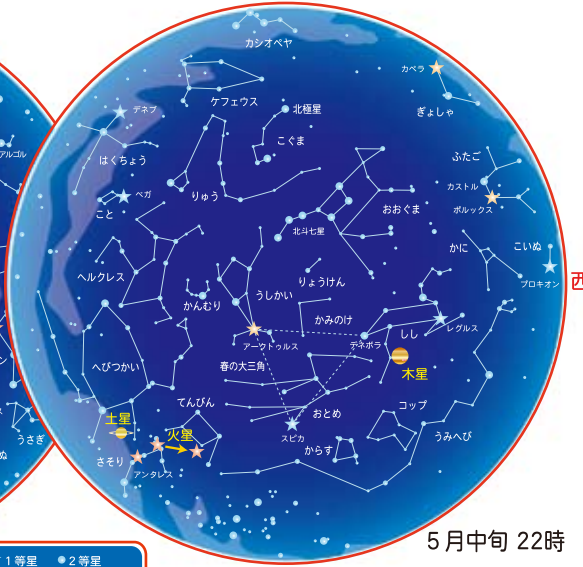 カシオペヤ
カペラ
ケフェウス
ぎょしゃ
デネブ
北極星
アルゴル
こぐま
はくちょう
ふたご
カストル
ベガ
りゅう
おおぐま
ポルックス
こと
北斗七星
かに
こいぬ
ヘルクレス
りょうけん
プロキオン
西
うしかい
かんむり
かみのけ
しし
レグルス
アークトゥルス
デネボラ
へびつかい
春の大三角
木星
てんびん
コップ
おとめ
土星
火星
スピカ
うみへび
うさぎ
からす
さそり
アンタレス
5月中旬 22時
1等星
2等星